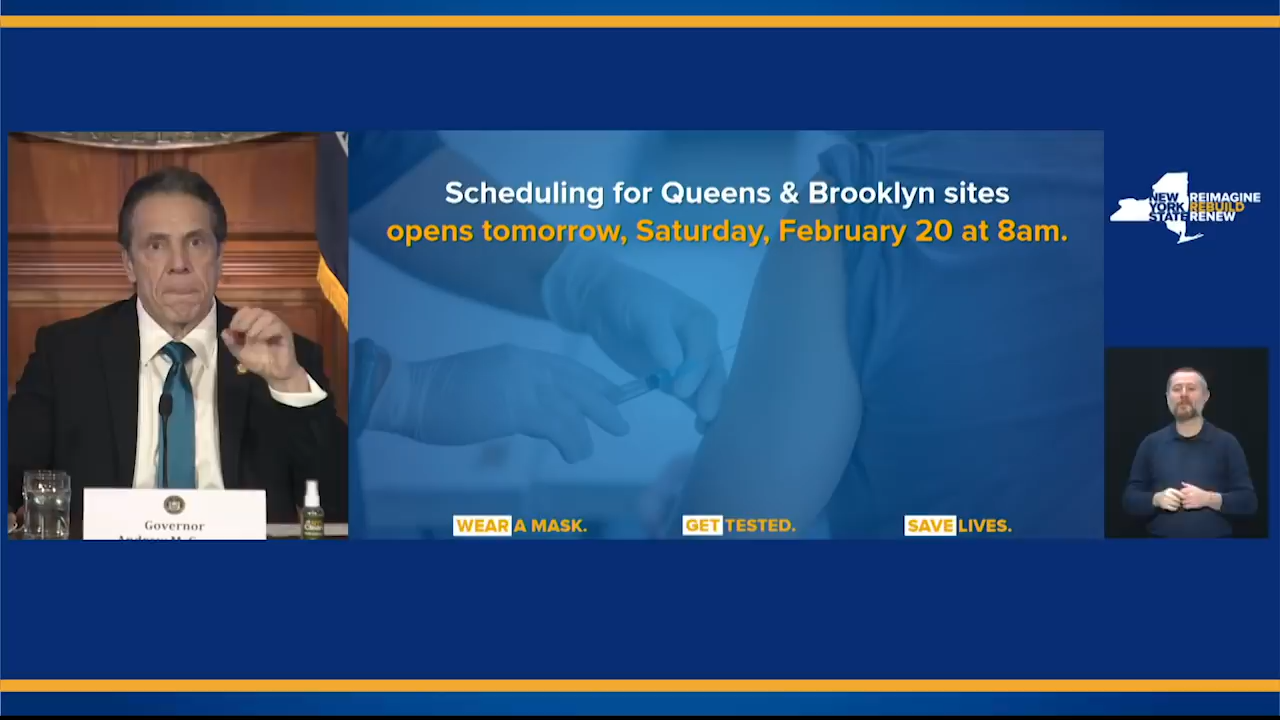 Scheduling for Queens & Brooklyn sites
opens tomorrow, Saturday, February 20 at 8am.
NEW
YORK
STATE
REIMAGINE
REBUILD
RENEW
Governor
WEAR A MASK.
GET TESTED.
SAVE LIVES.